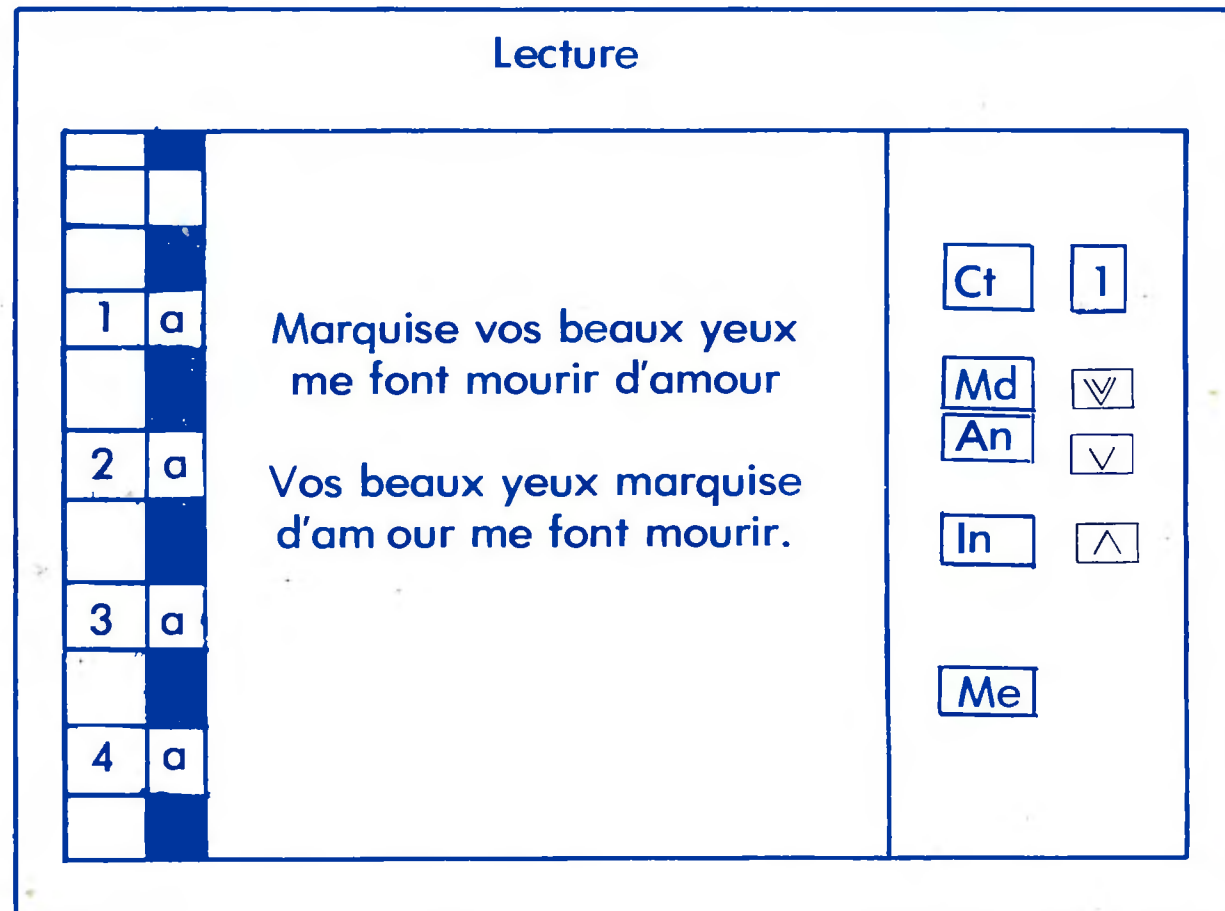 Lecture
1 a
2 a
3 a
4 a
Marquise vos beaux yeux
me font mourir d'amour
Vos beaux yeux marquise
d'am our me font mourir.
Ct 1
Md
An
In
Me